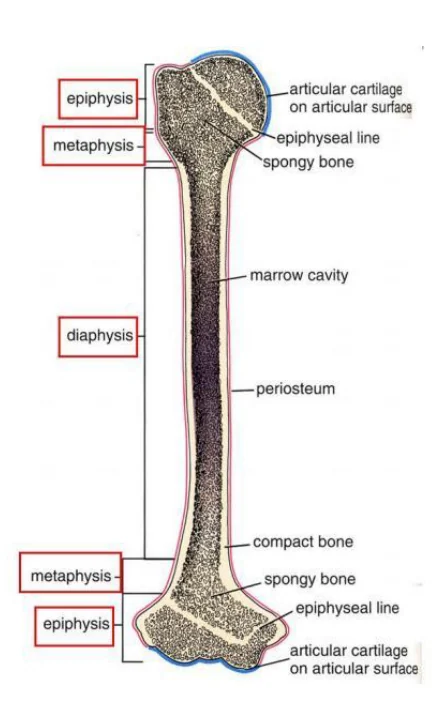 epiphysis
articular cartilage
on articular surface
metaphysis
epiphyseal line
spongy bone
marrow cavity
diaphysis
periosteum
compact bone
metaphysis
spongy bone
epiphyseal line
epiphysis
articular cartilage
on articular surface